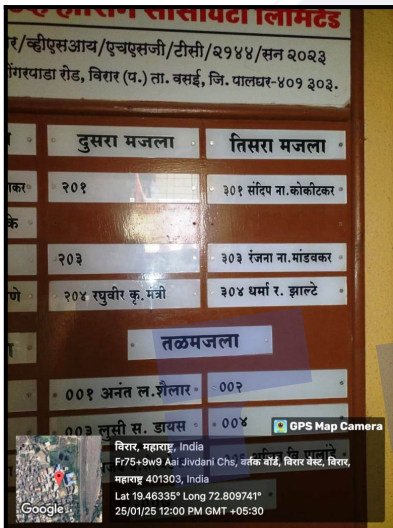 हौसिंग सोसायटी लिमिटेड
र/व्हीएसआय/एचएसजी/टीसी/२१४४/सन २०२३
ोंगरपाडा रोड, विरार (प.) ता. वसई, जि. पालघर-४०१ ३०३.
दुसरा मजला तिसरा मजला
कर २०१ ३०१ संदिप ना.कोकीटकर
के
२०३ ३०३ रंजना ना.मांडवकर
णे २०४ रघुवीर कृ. मंत्री ३०४ धर्मा र. झाल्टे
तळमजला
००१ अनंत ल.शैलार ००२
००३ लुसी स. डायस ००४
GPS Map Camera
विरार, महाराष्ट्र, India
Fr75+9w9 Aai Jivdani Chs, वर्तक वॉर्ड, विरार वेस्ट, विरार,
महाराष्ट्र 401303, India
Lat 19.46335° Long 72.809741°
25/01/25 12:00 PM GMT +05:30
Google